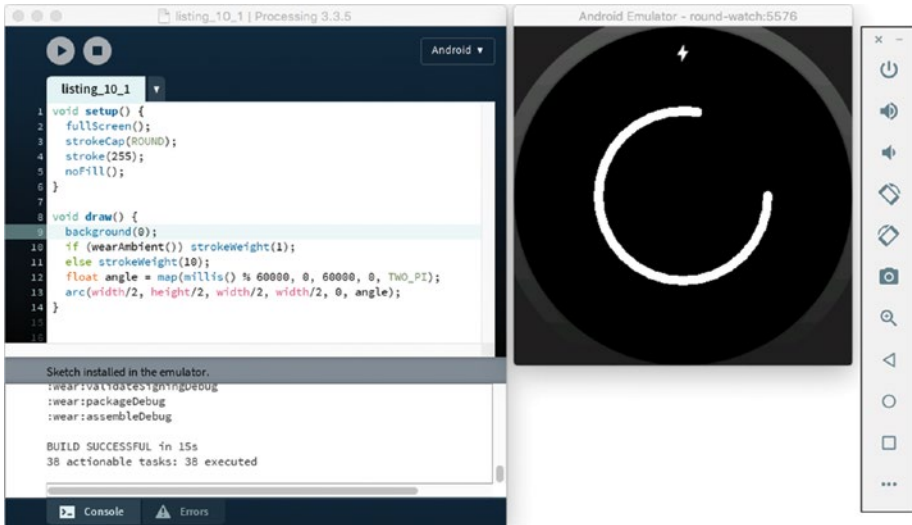 listing_10_1 | Processing 3.3.5
Android ▼
listing_10_1 ▼
1 void setup() {
2 fullScreen();
3 strokeCap(ROUND);
4 stroke(255);
5 noFill();
6 }
7
8 void draw() {
9 background(0);
10 if (wearAmbient()) strokeWeight(1);
11 else strokeWeight(10);
12 float angle = map(millis() % 60000, 0, 60000, 0, TWO_PI);
13 arc(width/2, height/2, width/2, width/2, 0, angle);
14 }
15
16
Sketch installed in the emulator.
:wear:validateSigningDebug
:wear:packageDebug
:wear:assembleDebug
BUILD SUCCESSFUL in 15s
38 actionable tasks: 38 executed
Console Errors
Android Emulator - round-watch:5576